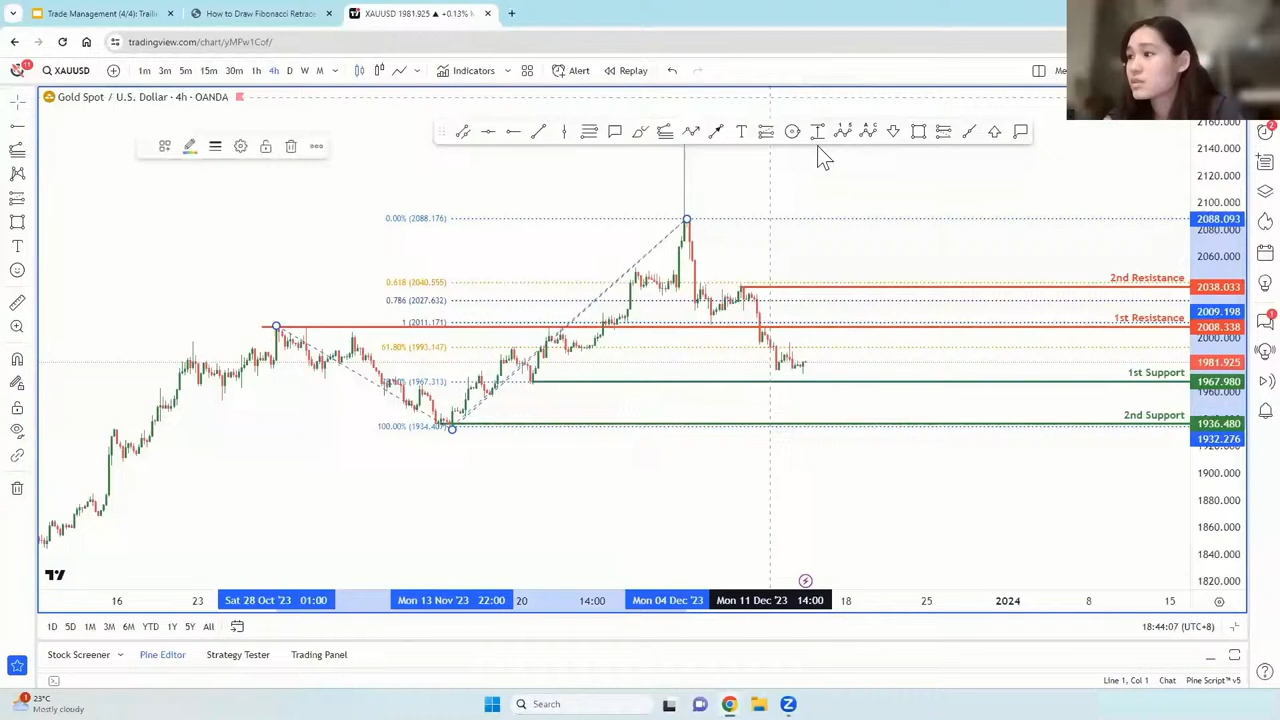 Trade Management (4/4): Traili
How to Draw Fibonacci Retrace
XAUUSD 1981.925 ▲ +0.13%
tradingview.com/chart/yMPw1Cof/
11
XAUUSD
1m 3m 5m 15m 30m 1h 4h D W M
Indicators
Alert
Replay
Gold Spot / U.S. Dollar · 4h · OANDA
2140.000
2120.000
2100.000
0.00% (2088.176)
2088.093
2080.000
2060.000
0.618 (2040.555)
2nd Resistance
2038.033
0.786 (2027.632)
1 (2011.171)
1st Resistance
2009.198
2008.338
2000.000
61.80% (1993.147)
1981.925
1st Support
1967.980
1960.000
2nd Support
1936.480
1932.276
1900.000
1880.000
1860.000
1840.000
1820.000
16 23 Sat 28 Oct '23 01:00 Mon 13 Nov '23 22:00 20 14:00 Mon 04 Dec '23 Mon 11 Dec '23 14:00 18 25 2024 8 15
1D 5D 1M 3M 6M YTD 1Y 5Y All
18:44:07 (UTC+8)
Stock Screener Pine Editor Strategy Tester Trading Panel
Line 1, Col 1 Chat Pine Script™ v5
23°C
Mostly cloudy
Search